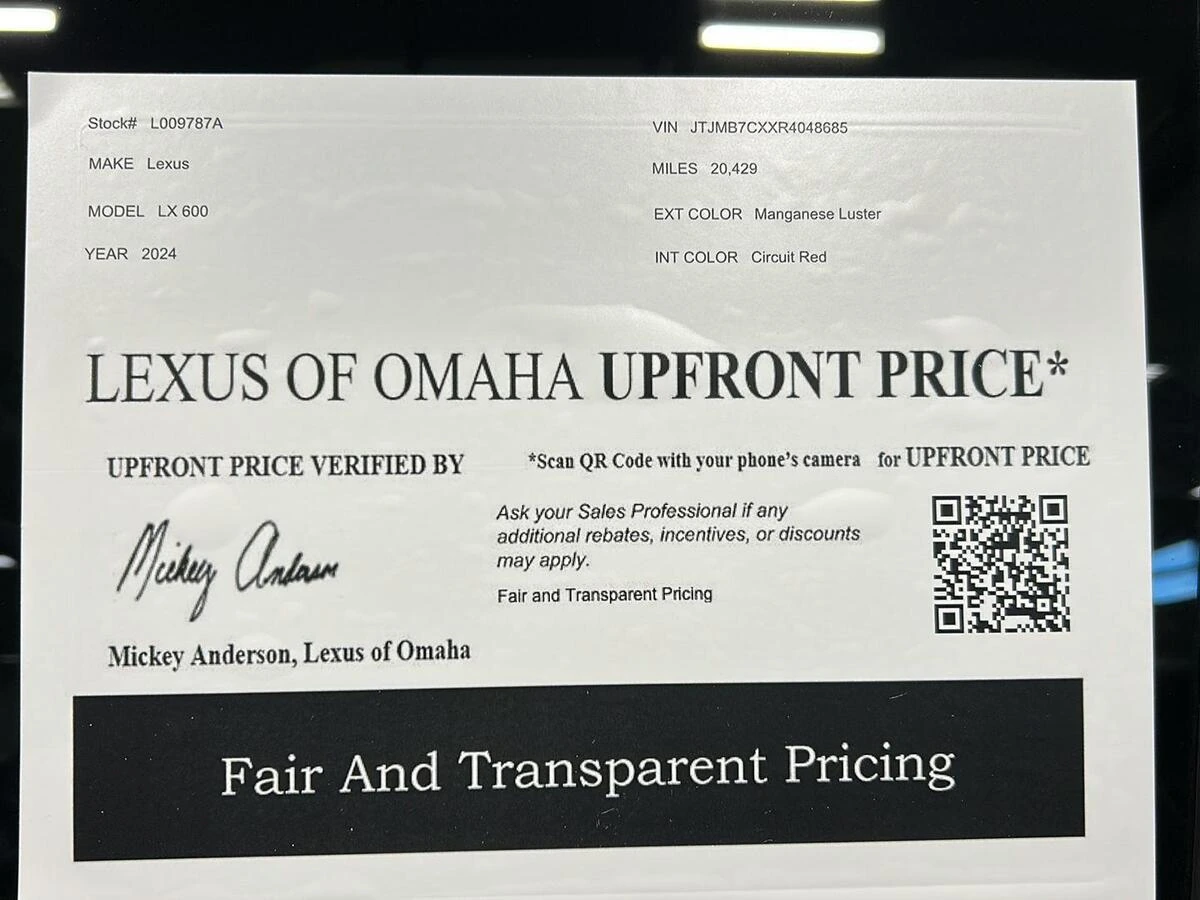 Stock# L009787A
VIN JTJMB7CXXR4048685
MAKE Lexus
MILES 20,429
MODEL LX 600
EXT COLOR Manganese Luster
YEAR 2024
INT COLOR Circuit Red
LEXUS OF OMAHA UPFRONT PRICE*
UPFRONT PRICE VERIFIED BY
*Scan QR Code with your phone's camera for UPFRONT PRICE
Ask your Sales Professional if any
additional rebates, incentives, or discounts
may apply.
Fair and Transparent Pricing
Mickey Anderson
Mickey Anderson, Lexus of Omaha
Fair And Transparent Pricing